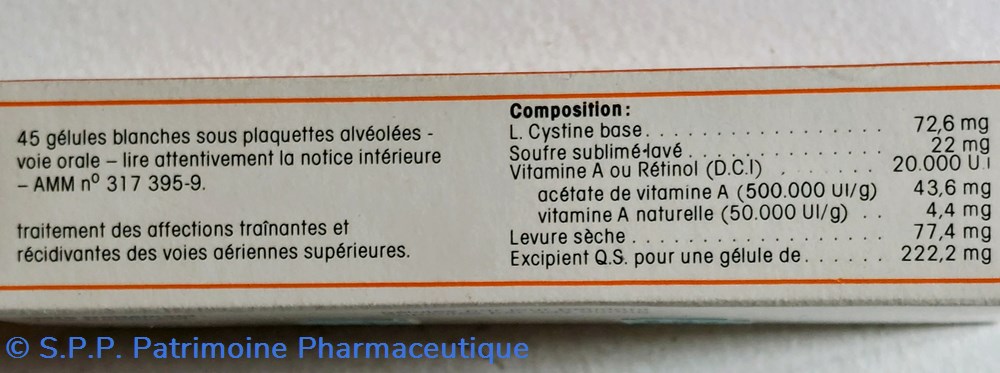 45 gélules blanches sous plaquettes alvéolées -
voie orale – lire attentivement la notice intérieure
– AMM nº 317 395-9.
traitement des affections traînantes et
récidivantes des voies aériennes supérieures.
Composition :
L. Cystine base. . . . . . . . . . . . . . . . . 72,6 mg
Soufre sublimé-lavé . . . . . . . . . . . . . . 22 mg
Vitamine A ou Rétinol (D.C.I) . . . . . . . 20.000 U.I
acétate de vitamine A (500.000 UI/g) 43,6 mg
vitamine A naturelle (50.000 UI/g) . . 4,4 mg
Levure sèche . . . . . . . . . . . . . . . . . . 77,4 mg
Excipient Q.S. pour une gélule de. . . . . . 222,2 mg
© S.P.P. Patrimoine Pharmaceutique